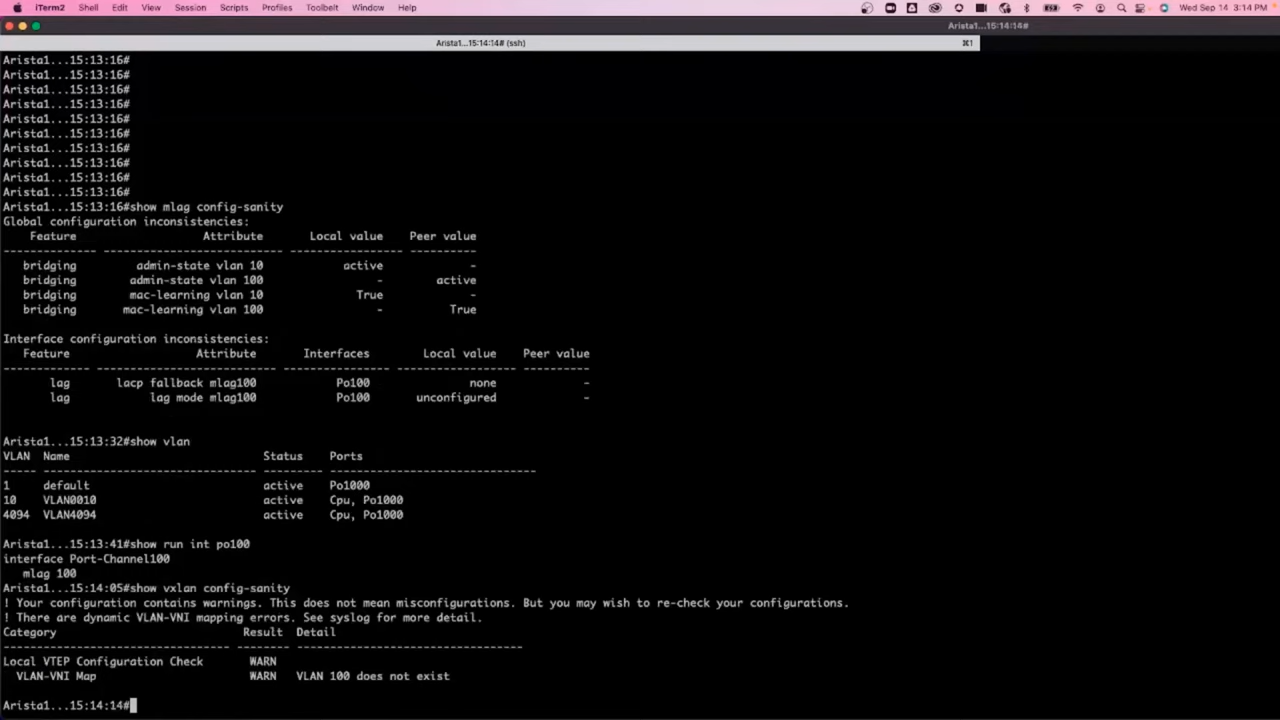 iTerm2 Shell Edit View Session Scripts Profiles Toolbelt Window Help Wed Sep 14 3:14 PM
Arista1...15:14:14#
Arista1...15:14:14# (ssh) ⌘1
Arista1...15:13:16#
Arista1...15:13:16#
Arista1...15:13:16#
Arista1...15:13:16#
Arista1...15:13:16#
Arista1...15:13:16#
Arista1...15:13:16#
Arista1...15:13:16#
Arista1...15:13:16#
Arista1...15:13:16#
Arista1...15:13:16#show mlag config-sanity
Global configuration inconsistencies:
Feature Attribute Local value Peer value
-------------- ---------------------------- ----------------- ----------
bridging admin-state vlan 10 active -
bridging admin-state vlan 100 - active
bridging mac-learning vlan 10 True -
bridging mac-learning vlan 100 - True
Interface configuration inconsistencies:
Feature Attribute Interfaces Local value Peer value
-------------- -------------------------- ---------------- ------------------ ----------
lag lacp fallback mlag100 Po100 none -
lag lag mode mlag100 Po100 unconfigured -
Arista1...15:13:32#show vlan
VLAN Name Status Ports
----- -------------------------------- --------- -------------------------------
1 default active Po1000
10 VLAN0010 active Cpu, Po1000
4094 VLAN4094 active Cpu, Po1000
Arista1...15:13:41#show run int po100
interface Port-Channel100
mlag 100
Arista1...15:14:05#show vxlan config-sanity
! Your configuration contains warnings. This does not mean misconfigurations. But you may wish to re-check your configurations.
! There are dynamic VLAN-VNI mapping errors. See syslog for more detail.
Category Result Detail
---------------------------------- -------- ----------------------------------
Local VTEP Configuration Check WARN
VLAN-VNI Map WARN VLAN 100 does not exist
Arista1...15:14:14#